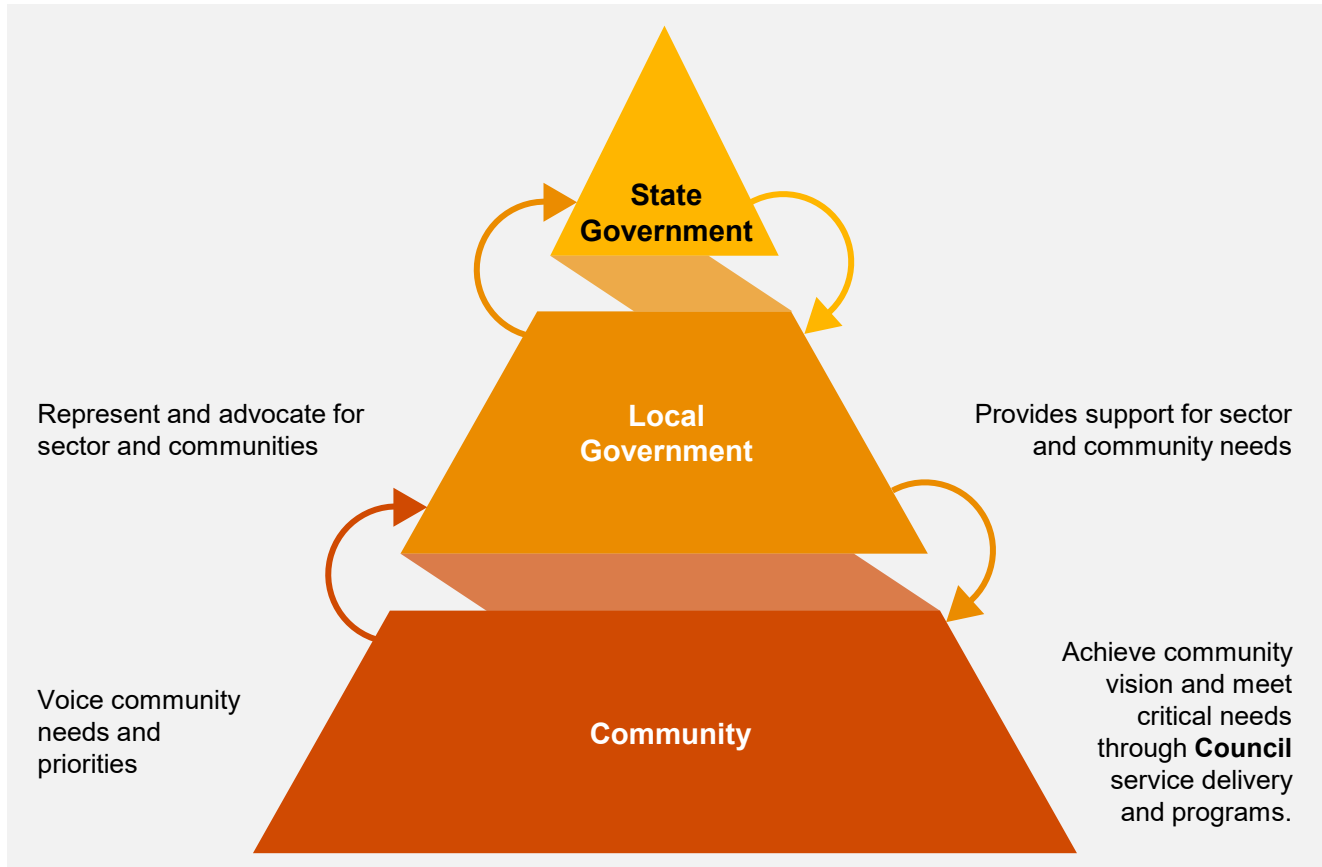 State
Government
Local
Government
Represent and advocate for
sector and communities
Provides support for sector
and community needs
Voice community
needs and
priorities
Community
Achieve community
vision and meet
critical needs
through Council
service delivery
and programs.